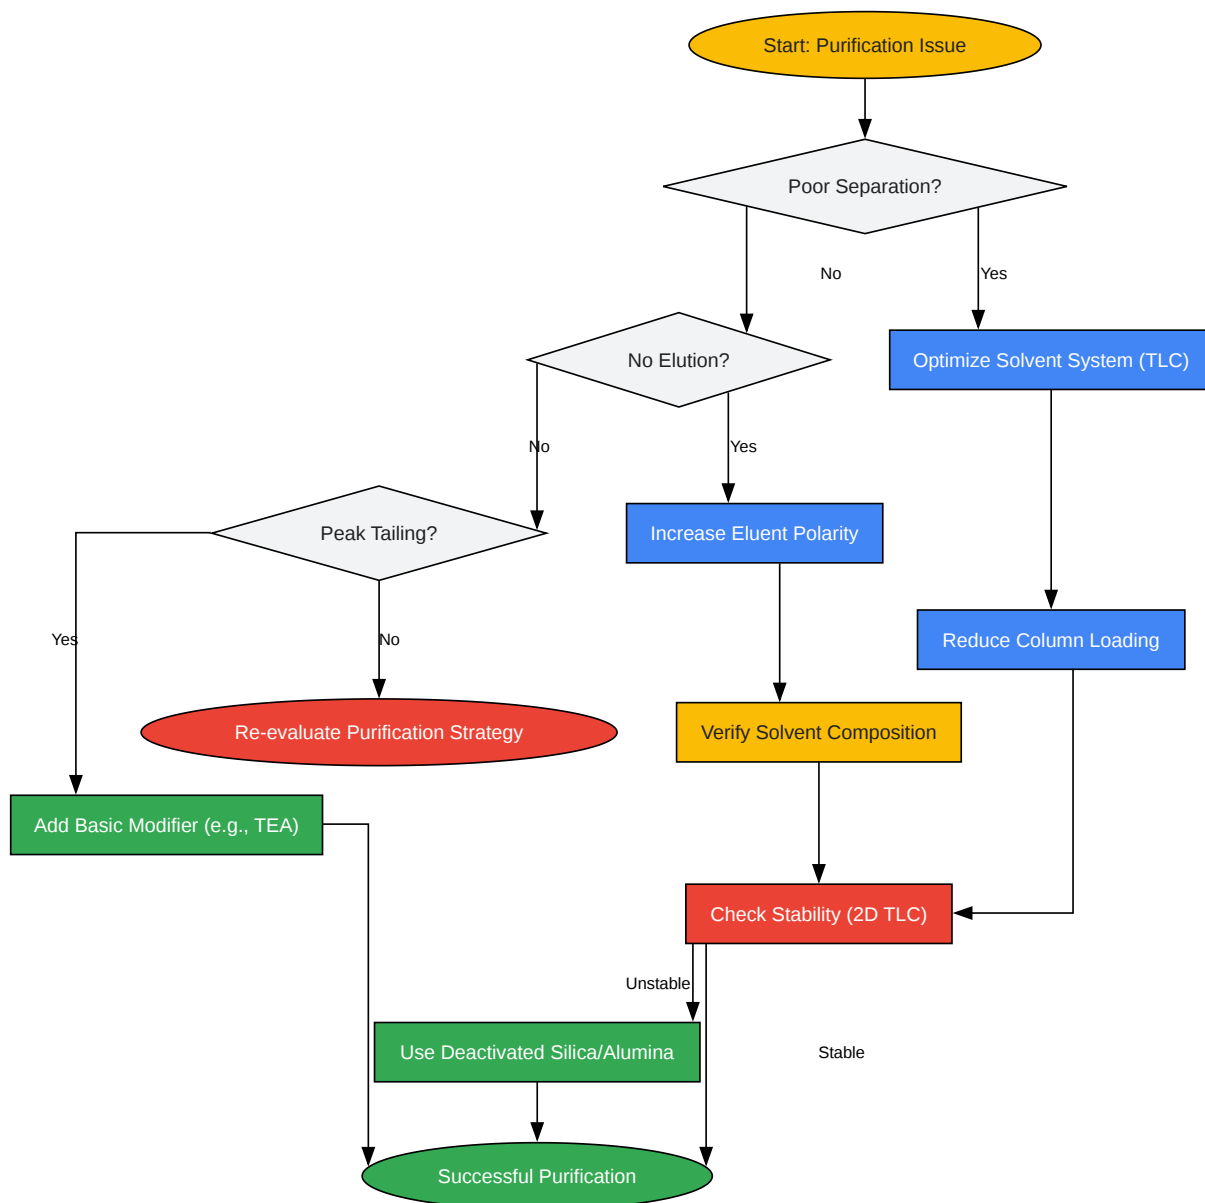 Start: Purification Issue
Poor Separation?
No
Yes
No Elution?
Optimize Solvent System (TLC)
No
Yes
Peak Tailing?
Increase Eluent Polarity
Yes
No
Reduce Column Loading
Re-evaluate Purification Strategy
Verify Solvent Composition
Add Basic Modifier (e.g., TEA)
Check Stability (2D TLC)
Unstable
Use Deactivated Silica/Alumina
Stable
Successful Purification